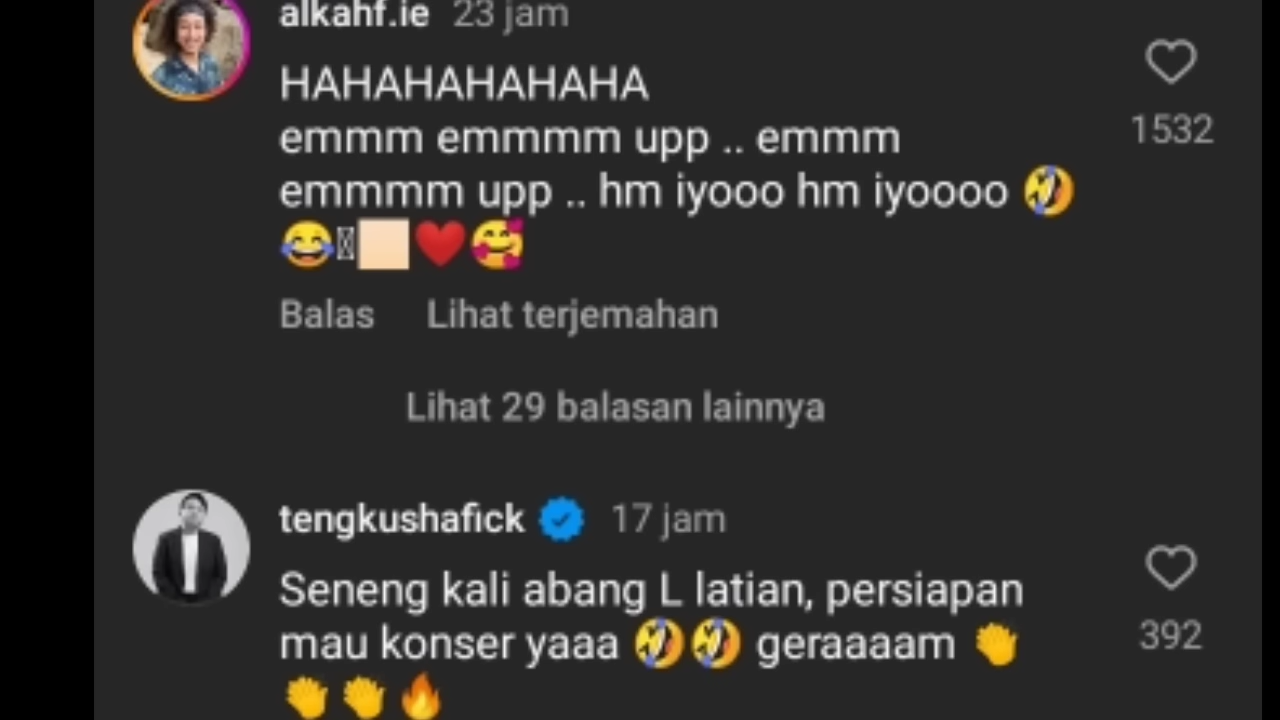 alkahf.ie 23 jam
HAHAHAHAHAHA
emmm emmmm upp .. emmm
emmmm upp .. hm iyooo hm iyoooo 🤣
😂🏻❤️🥰
1532
Balas Lihat terjemahan
Lihat 29 balasan lainnya
tengkushafick 17 jam
Seneng kali abang L latian, persiapan
mau konser yaaa 🤣🤣 geraaaam 👏
👏👏🔥
392